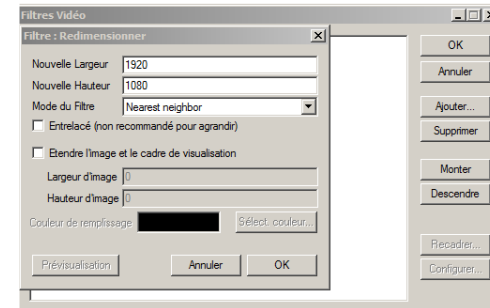 Filtres Vidéo
Filtre : Redimensionner
Nouvelle Largeur 1920
Nouvelle Hauteur 1080
Mode du Filtre Nearest neighbor
Entrelacé (non recommandé pour agrandir)
Etendre l'image et le cadre de visualisation
Largeur d'image 0
Hauteur d'image 0
Couleur de remplissage Sélect. couleur...
Prévisualisation Annuler OK
OK
Annuler
Ajouter...
Supprimer
Monter
Descendre
Recadrer...
Configurer...